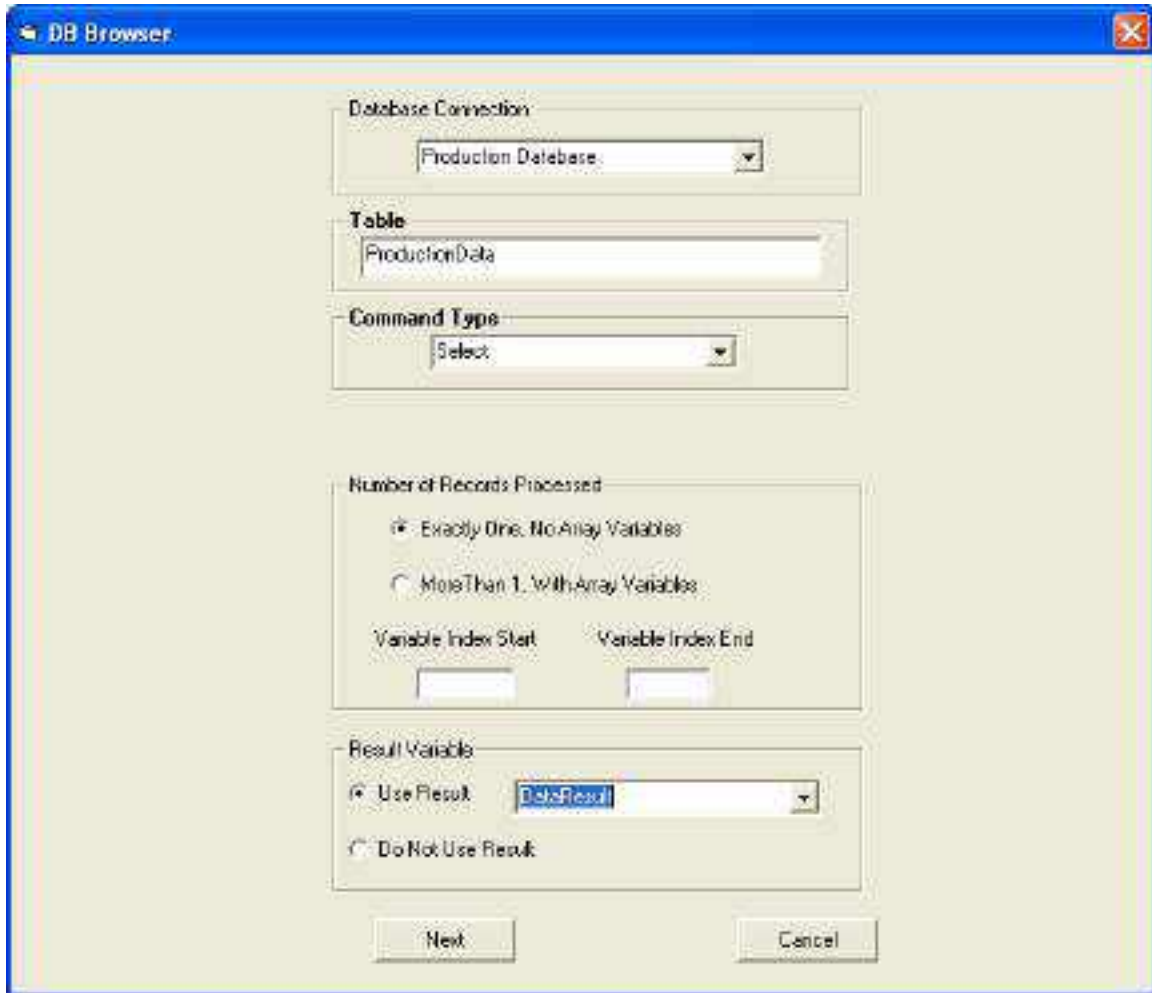 DB Browser
Database Connection
Production Database
Table
ProductionData
Command Type
Select
Number of Records Processed
Exactly One, No Array Variables
More Than 1, With Array Variables
Variable Index Start Variable Index End
Result Variable
Use Result DataResult
Do Not Use Result
Next Cancel